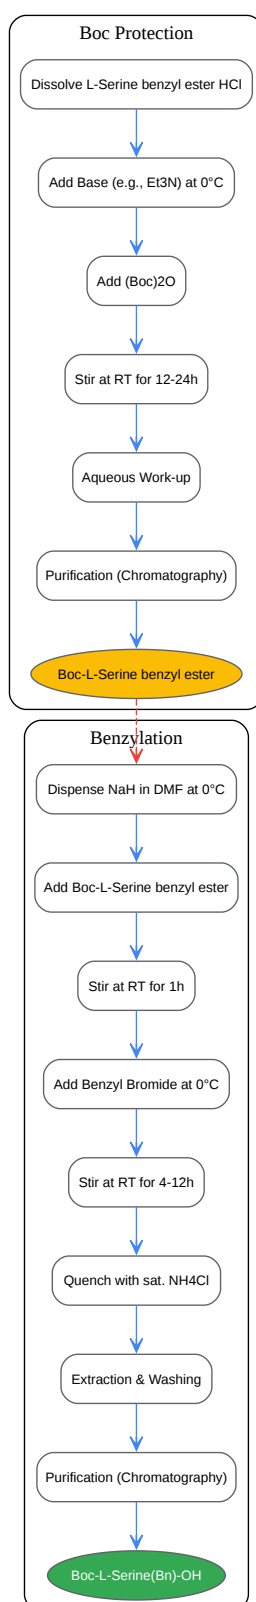 Boc Protection
Dissolve L-Serine benzyl ester HCl
Add Base (e.g., Et3N) at 0°C
Add (Boc)2O
Stir at RT for 12-24h
Aqueous Work-up
Purification (Chromatography)
Boc-L-Serine benzyl ester
Benzylation
Dispense NaH in DMF at 0°C
Add Boc-L-Serine benzyl ester
Stir at RT for 1h
Add Benzyl Bromide at 0°C
Stir at RT for 4-12h
Quench with sat. NH4Cl
Extraction & Washing
Purification (Chromatography)
Boc-L-Serine(Bn)-OH